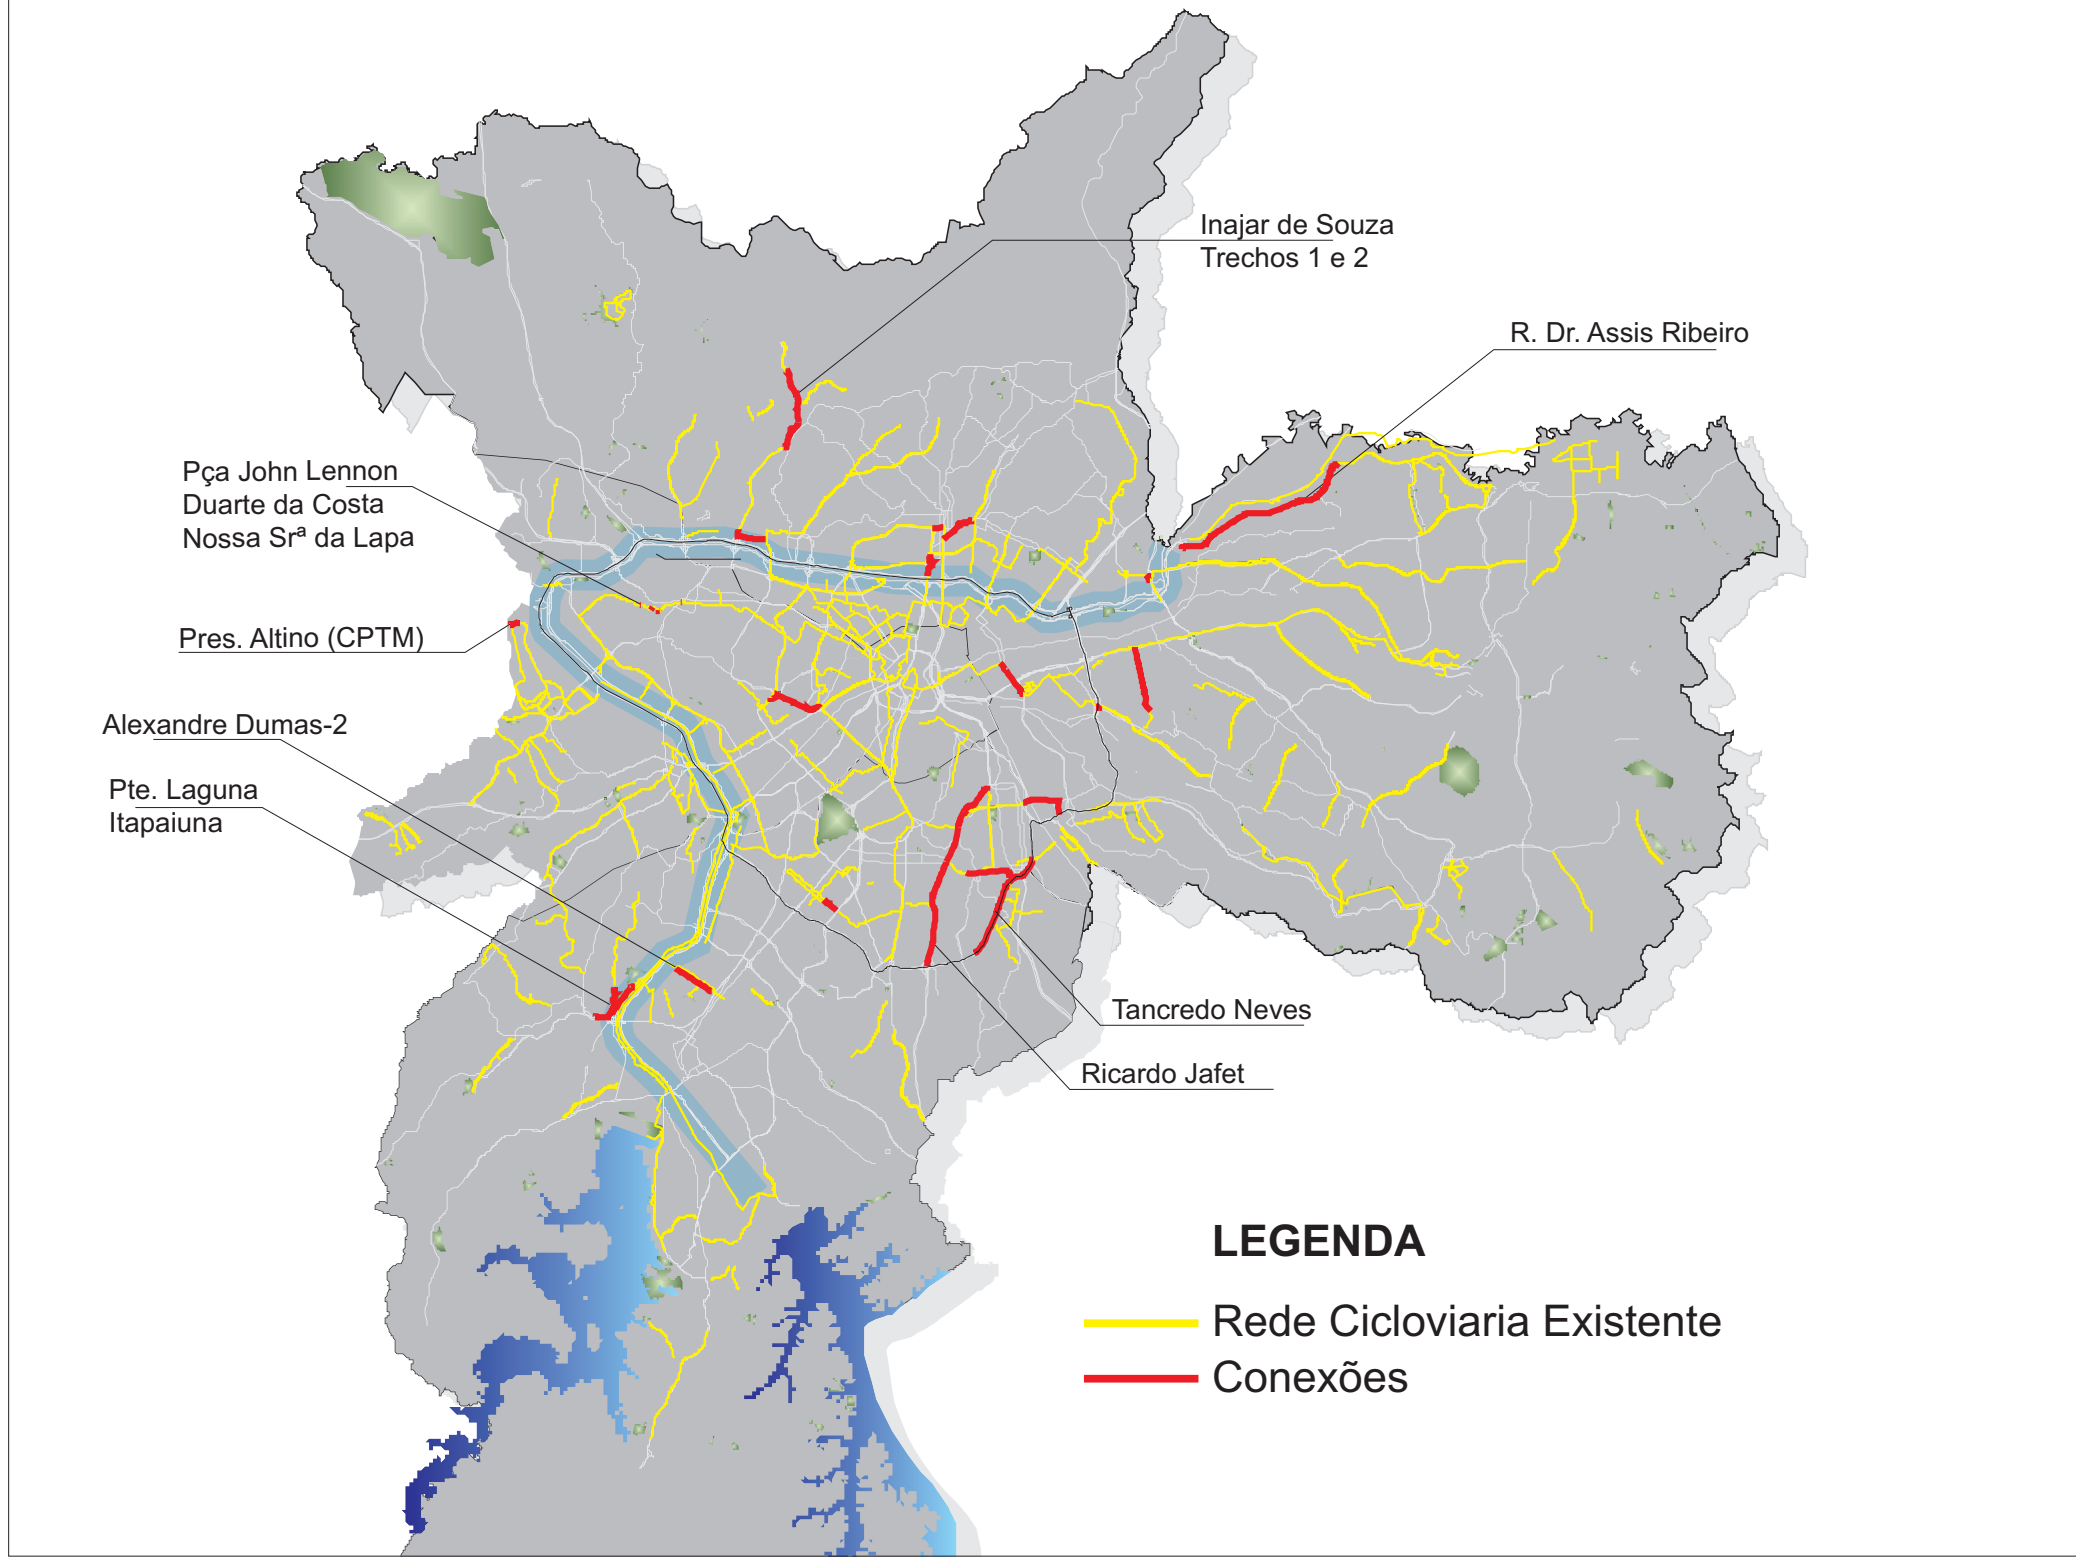 Inajar de Souza
Trechos 1 e 2
R. Dr. Assis Ribeiro
Pça John Lennon
Duarte da Costa
Nossa Srª da Lapa
Pres. Altino (CPTM)
Alexandre Dumas-2
Pte. Laguna
Itapaiuna
Tancredo Neves
Ricardo Jafet
LEGENDA
Rede Cicloviaria Existente
Conexões